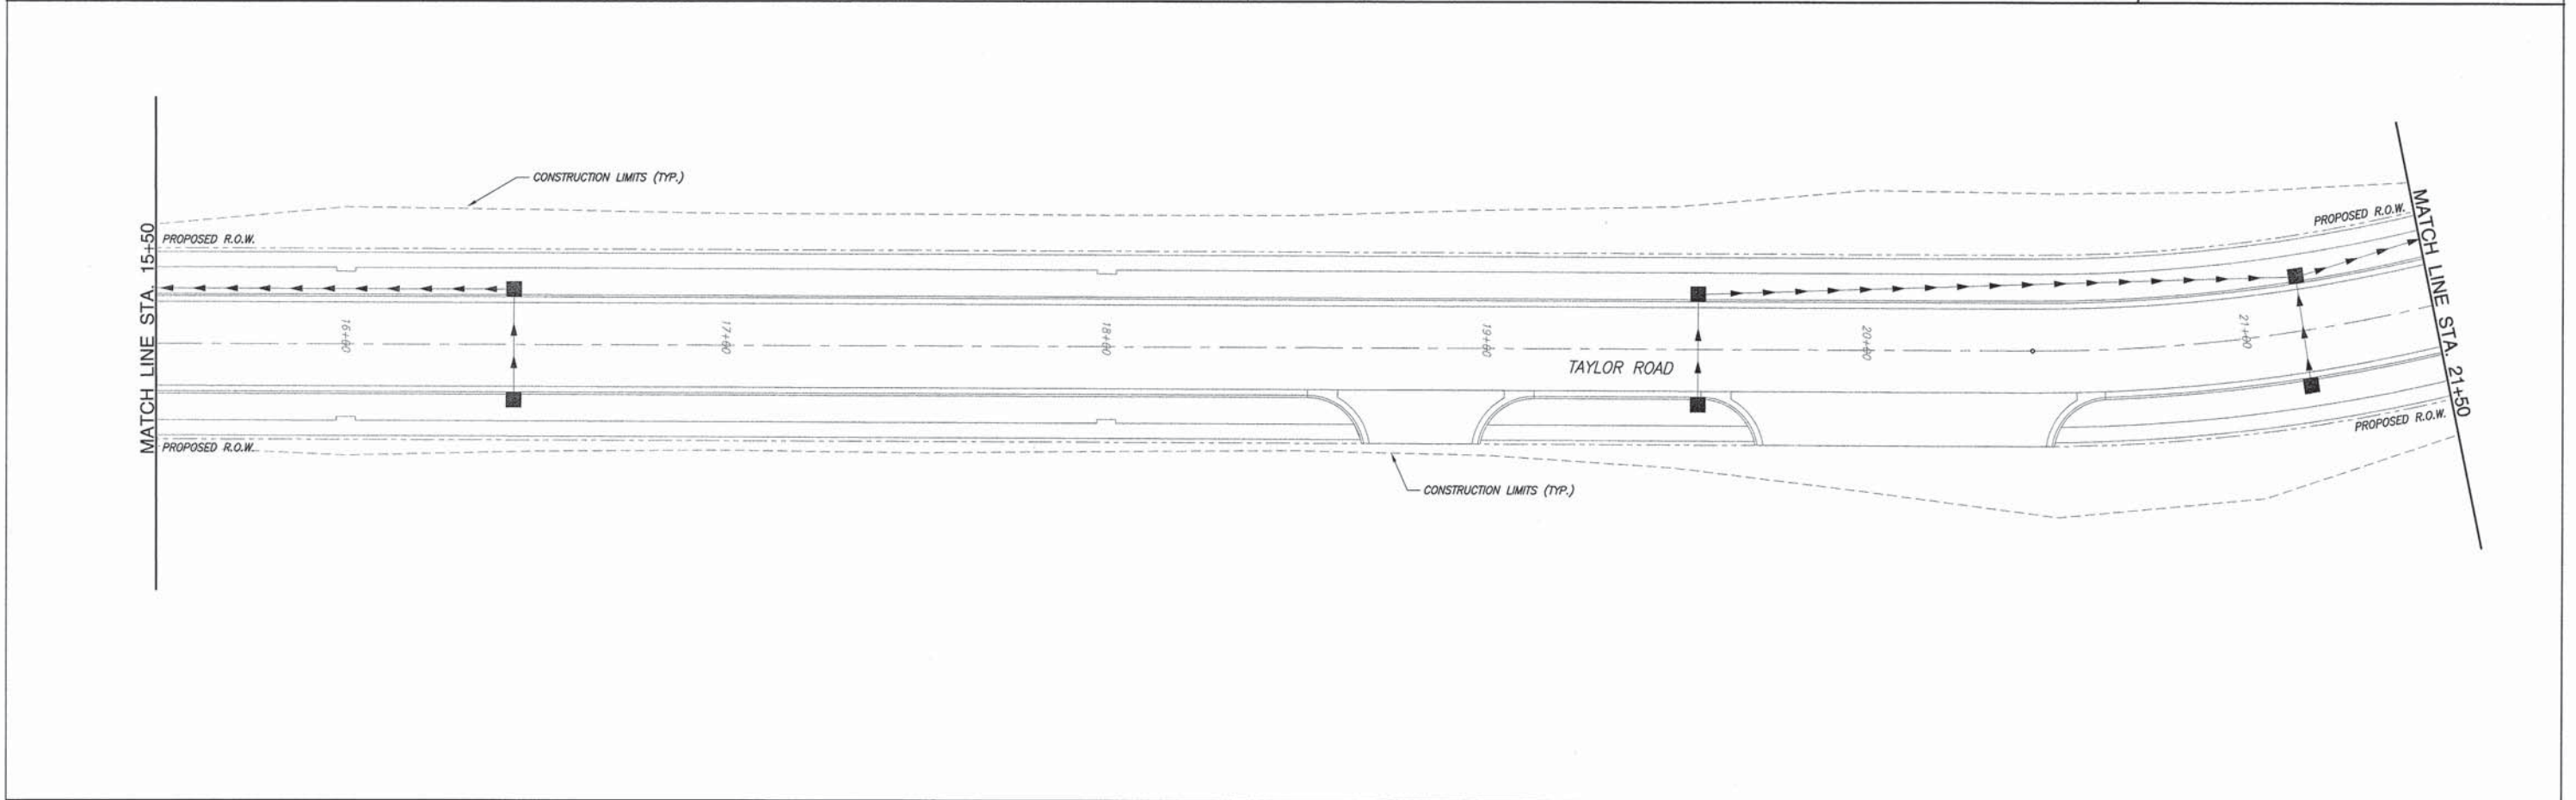 CONSTRUCTION LIMITS (TYP.)
MATCH LINE STA. 15+50
PROPOSED R.O.W.
PROPOSED R.O.W.
MATCH LINE STA. 21+50
16+00
17+00
18+00
19+00
20+00
21+00
TAYLOR ROAD
PROPOSED R.O.W.
PROPOSED R.O.W.
CONSTRUCTION LIMITS (TYP.)